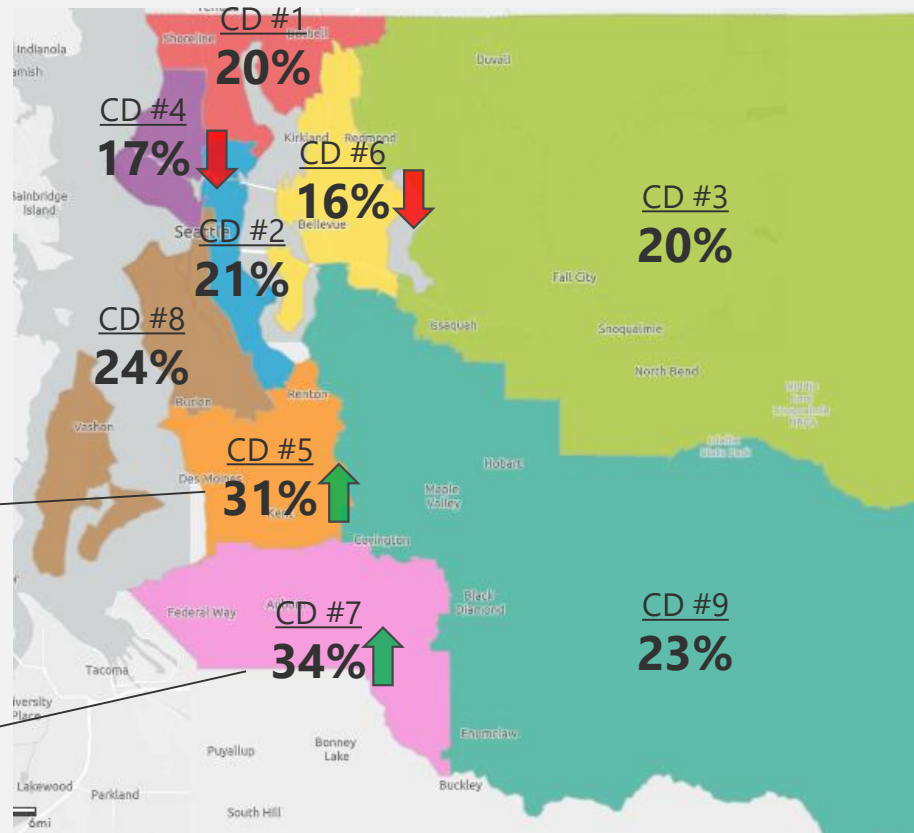 CD #1
20%
Shoreline
Indianola
Duvall
CD #4
17%
Kirkland
Redmond
CD #6
16%
Bainbridge
Island
CD #3
20%
Bellevue
Seattle
CD #2
21%
Fall City
CD #8
24%
Issaquah
Snoqualmie
North Bend
Renton
Burien
Vashon
CD #5
31%
Des Moines
Kent
Hobart
Maple
Valley
Covington
Black
Diamond
Federal Way
Auburn
CD #7
34%
CD #9
23%
Tacoma
Enumclaw
Puyallup
Bonney
Lake
Buckley
Lakewood
Parkland
South Hill
6mi